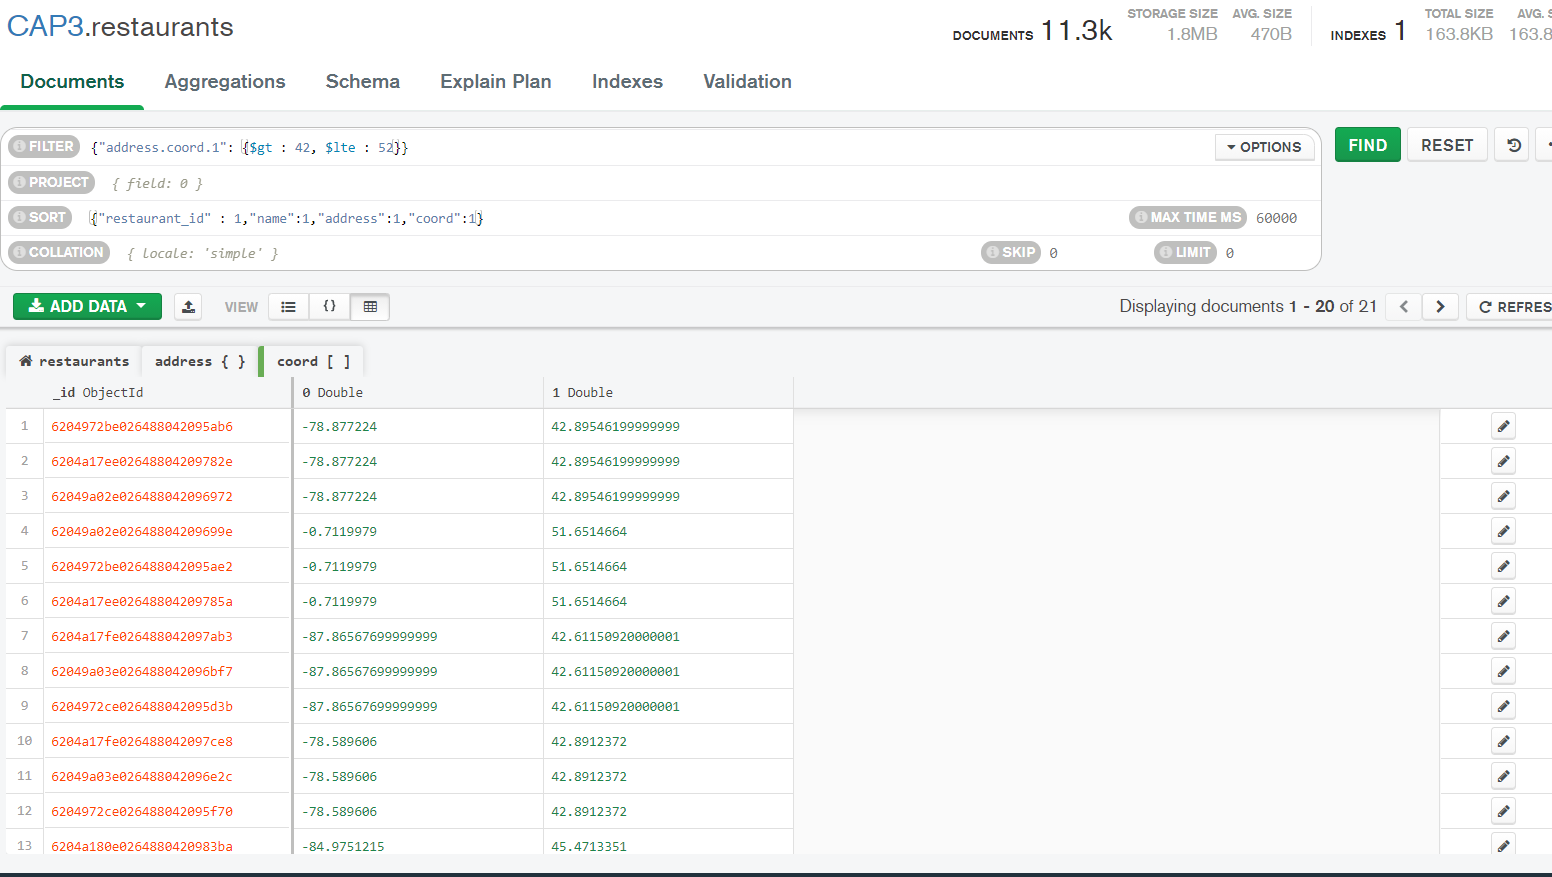 CAP3.restaurants
DOCUMENTS 11.3k
STORAGE SIZE AVG. SIZE
1.8MB 470B
INDEXES 1
TOTAL SIZE AVG. S
163.8KB 163.8
Documents Aggregations Schema Explain Plan Indexes Validation
FILTER {"address.coord.1": {$gt : 42, $lte : 52}} OPTIONS FIND RESET
PROJECT { field: 0 }
SORT {"restaurant_id" : 1,"name":1,"address":1,"coord":1} MAX TIME MS 60000
COLLATION { locale: 'simple' } SKIP 0 LIMIT 0
ADD DATA VIEW {} Displaying documents 1 - 20 of 21 < > REFRES
restaurants address { } coord [ ]
_id ObjectId 0 Double 1 Double
1 6204972be026488042095ab6 -78.877224 42.89546199999999
2 6204a17ee02648804209782e -78.877224 42.89546199999999
3 62049a02e026488042096972 -78.877224 42.89546199999999
4 62049a02e02648804209699e -0.7119979 51.6514664
5 6204972be026488042095ae2 -0.7119979 51.6514664
6 6204a17ee02648804209785a -0.7119979 51.6514664
7 6204a17fe026488042097ab3 -87.86567699999999 42.61150920000001
8 62049a03e026488042096bf7 -87.86567699999999 42.61150920000001
9 6204972ce026488042095d3b -87.86567699999999 42.61150920000001
10 6204a17fe026488042097ce8 -78.589606 42.8912372
11 62049a03e026488042096e2c -78.589606 42.8912372
12 6204972ce026488042095f70 -78.589606 42.8912372
13 6204a180e0264880420983ba -84.9751215 45.4713351